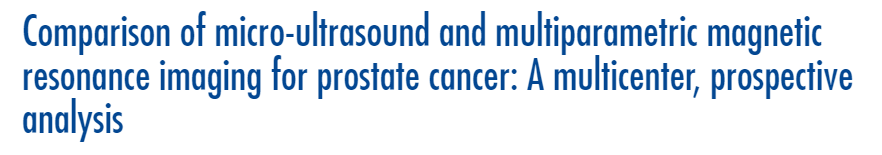 Comparison of micro-ultrasound and multiparametric magnetic
resonance imaging for prostate cancer: A multicenter, prospective
analysis